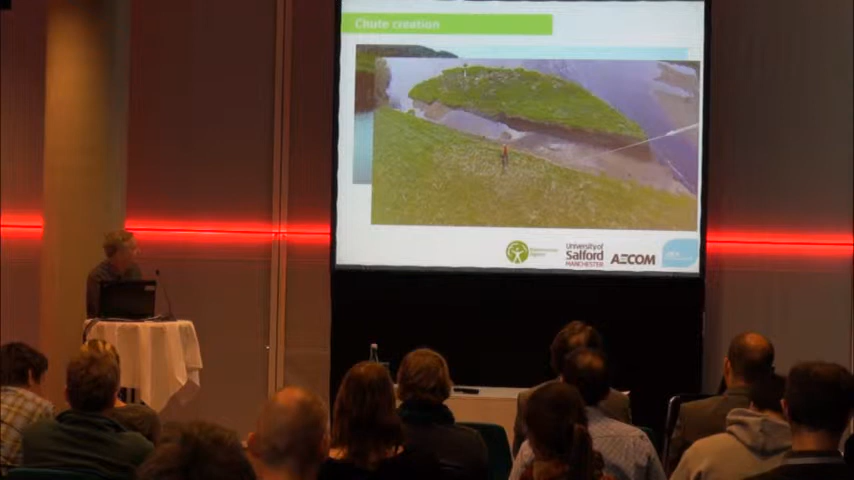 Chute creation
University of
Salford
MANCHESTER
AECOM